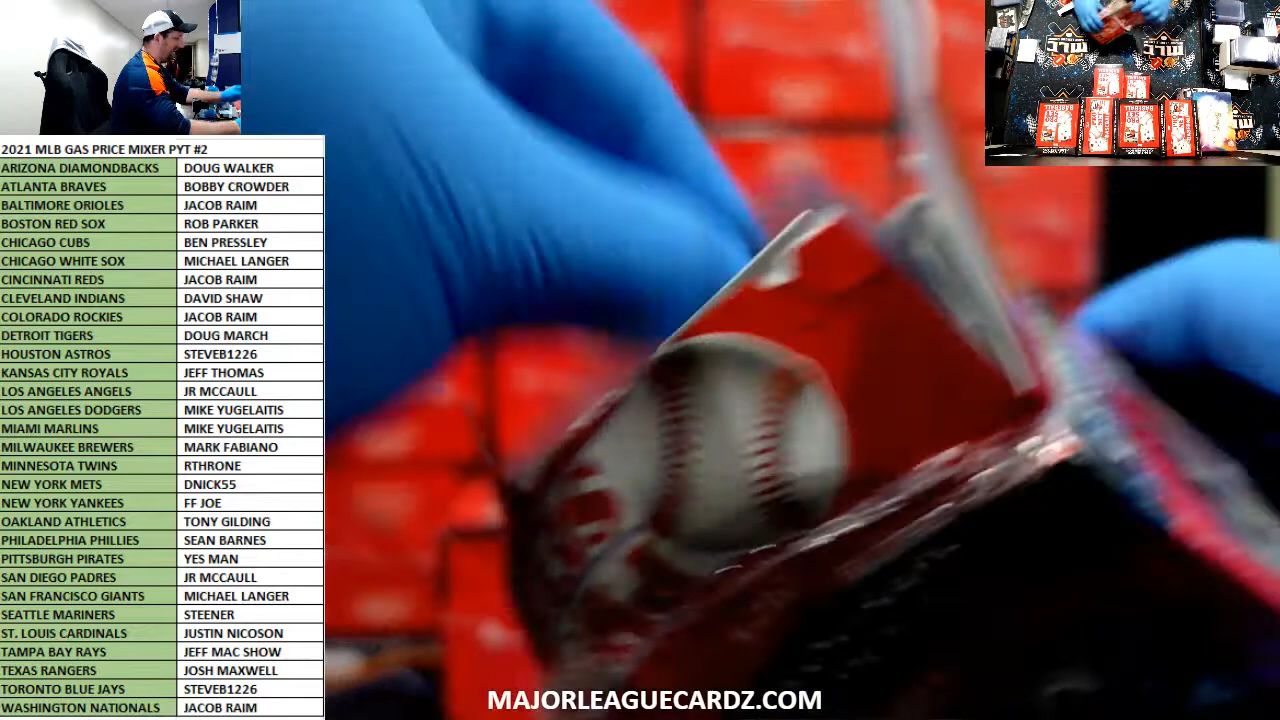 2021 MLB GAS PRICE MIXER PYT #2
ARIZONA DIAMONDBACKS DOUG WALKER
ATLANTA BRAVES BOBBY CROWDER
BALTIMORE ORIOLES JACOB RAIM
BOSTON RED SOX ROB PARKER
CHICAGO CUBS BEN PRESSLEY
CHICAGO WHITE SOX MICHAEL LANGER
CINCINNATI REDS JACOB RAIM
CLEVELAND INDIANS DAVID SHAW
COLORADO ROCKIES JACOB RAIM
DETROIT TIGERS DOUG MARCH
HOUSTON ASTROS STEVEB1226
KANSAS CITY ROYALS JEFF THOMAS
LOS ANGELES ANGELS JR MCCAULL
LOS ANGELES DODGERS MIKE YUGELAITIS
MIAMI MARLINS MIKE YUGELAITIS
MILWAUKEE BREWERS MARK FABIANO
MINNESOTA TWINS RTHRONE
NEW YORK METS DNICK55
NEW YORK YANKEES FF JOE
OAKLAND ATHLETICS TONY GILDING
PHILADELPHIA PHILLIES SEAN BARNES
PITTSBURGH PIRATES YES MAN
SAN DIEGO PADRES JR MCCAULL
SAN FRANCISCO GIANTS MICHAEL LANGER
SEATTLE MARINERS STEENER
ST. LOUIS CARDINALS JUSTIN NICOSON
TAMPA BAY RAYS JEFF MAC SHOW
TEXAS RANGERS JOSH MAXWELL
TORONTO BLUE JAYS STEVEB1226
WASHINGTON NATIONALS JACOB RAIM
MLC
MLC
MAJORLEAGUECARDZ.COM